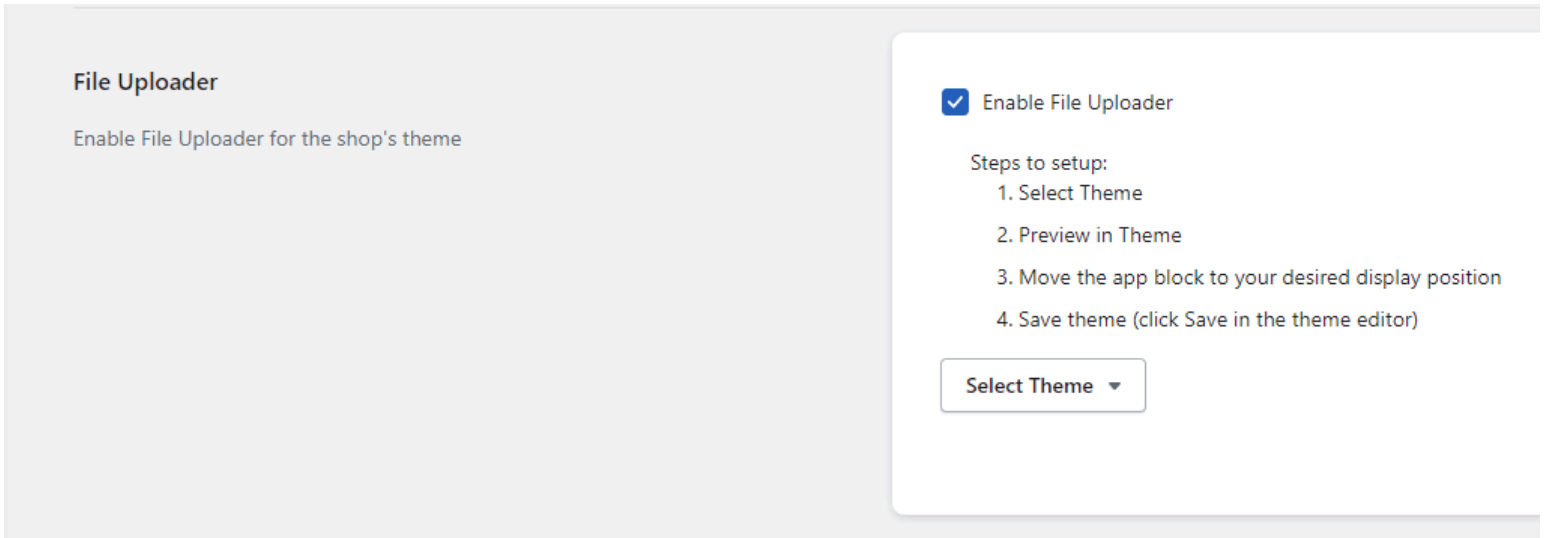 File Uploader
Enable File Uploader for the shop's theme
Enable File Uploader
Steps to setup:
1. Select Theme
2. Preview in Theme
3. Move the app block to your desired display position
4. Save theme (click Save in the theme editor)
Select Theme